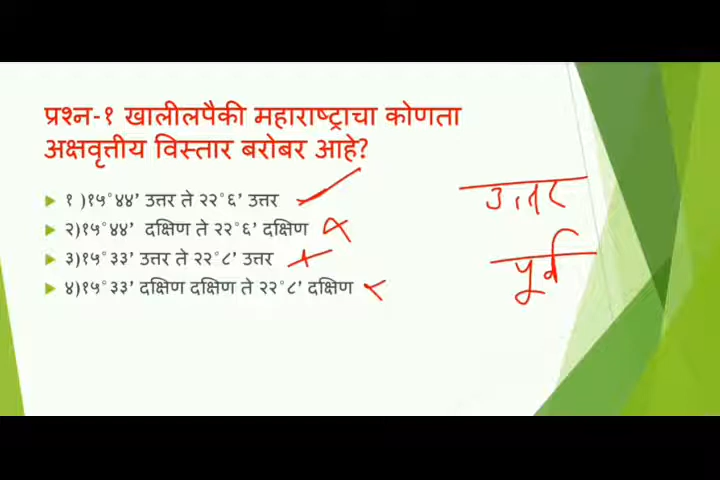 प्रश्न-१ खालीलपैकी महाराष्ट्राचा कोणता
अक्षवृत्तीय विस्तार बरोबर आहे?
१ )१५°४४' उत्तर ते २२°६' उत्तर
२)१५°४४' दक्षिण ते २२°६' दक्षिण
३)१५°३३' उत्तर ते २२°८' उत्तर
४)१५°३३' दक्षिण दक्षिण ते २२°८' दक्षिण
उत्तर
पूर्व